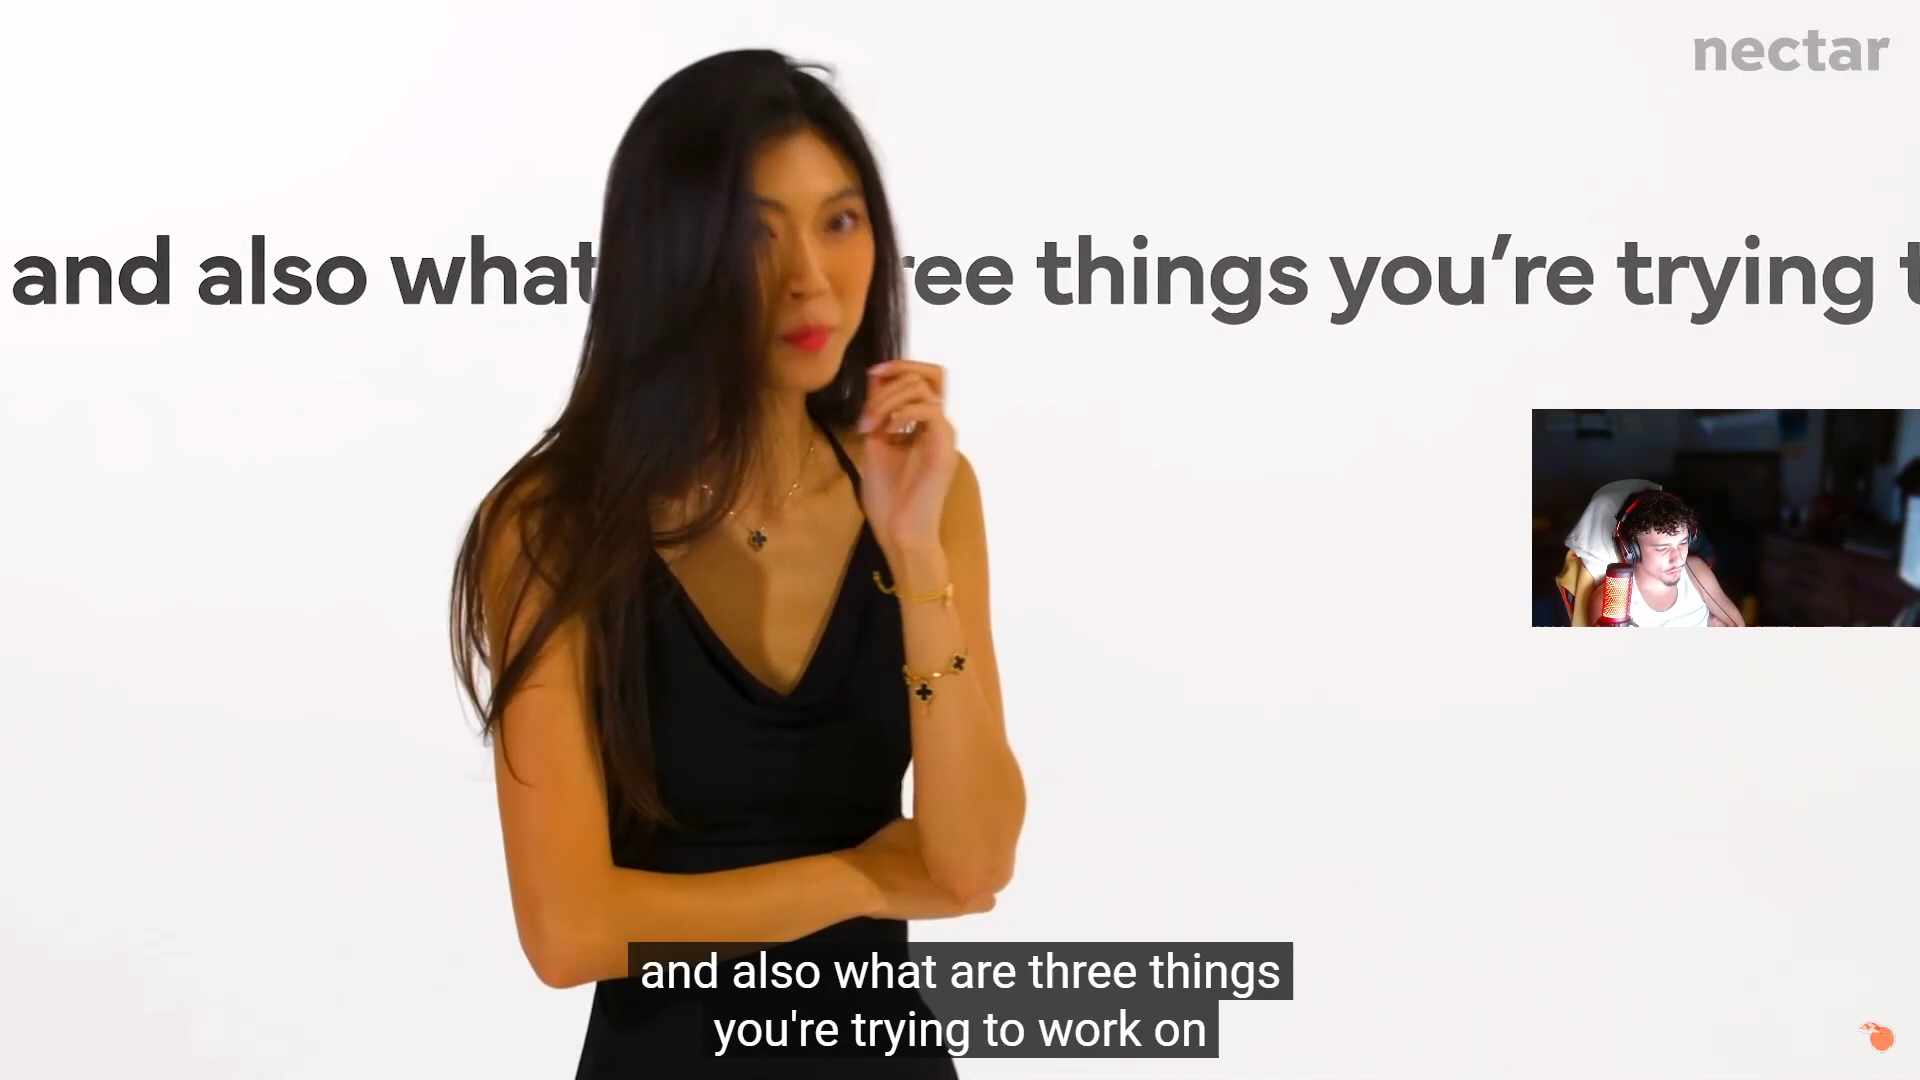 nectar
and also what ree things you’re trying t
and also what are three things
you're trying to work on